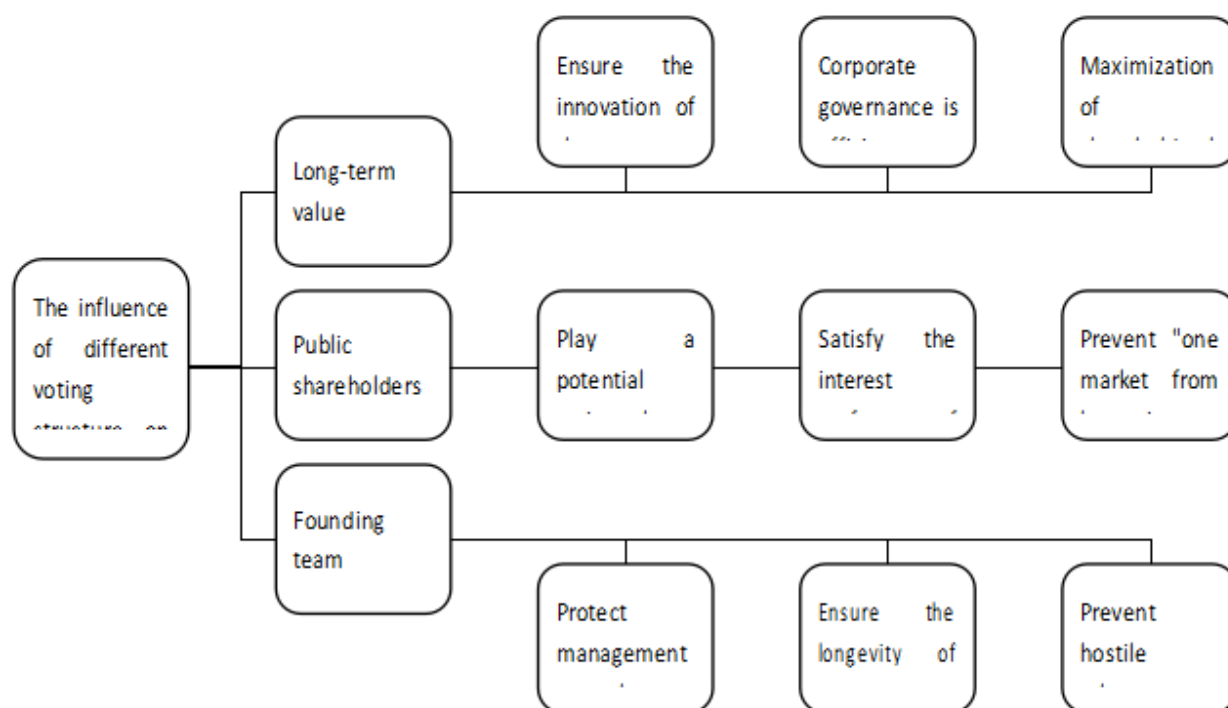 Ensure the
innovation of
Corporate
governance is
Maximization
of
Long-term
value
The influence
of different
voting
structure on
Public
shareholders
Play a
potential
Satisfy the
interest
Prevent "one
market from
Founding
team
Protect
management
Ensure the
longevity of
Prevent
hostile